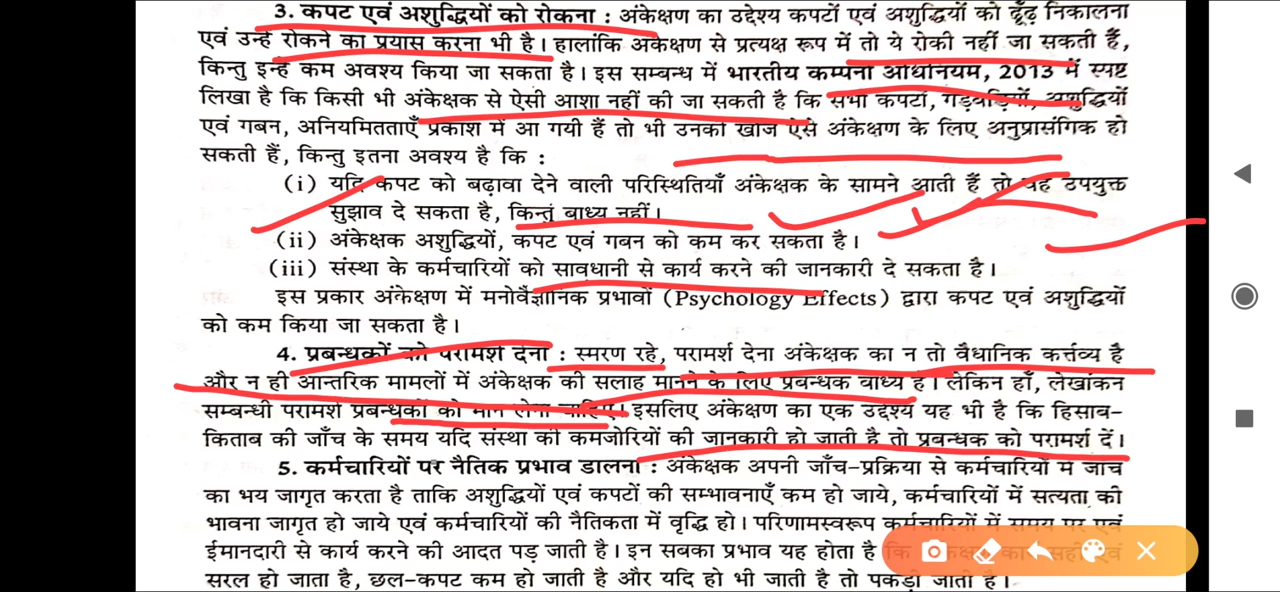 3. कपट एवं अशुद्धियों को रोकना : अंकेक्षण का उद्देश्य कपटों एवं अशुद्धियों को ढूँढ़ निकालना
एवं उन्हें रोकने का प्रयास करना भी है। हालांकि अंकेक्षण से प्रत्यक्ष रूप में तो ये रोकी नहीं जा सकती हैं,
किन्तु इन्हें कम अवश्य किया जा सकता है। इस सम्बन्ध में भारतीय कम्पनी अधिनियम, 2013 में स्पष्ट
लिखा है कि किसी भी अंकेक्षक से ऐसी आशा नहीं की जा सकती है कि सभी कपटों, गड़बड़ियों, अशुद्धियों
एवं गबन, अनियमितताएँ प्रकाश में आ गयी हैं तो भी उनकी खोज ऐसे अंकेक्षण के लिए अनुप्रासंगिक हो
सकती हैं, किन्तु इतना अवश्य है कि :
(i) यदि कपट को बढ़ावा देने वाली परिस्थितियाँ अंकेक्षक के सामने आती हैं तो वह उपयुक्त
सुझाव दे सकता है, किन्तु बाध्य नहीं।
(ii) अंकेक्षक अशुद्धियों, कपट एवं गबन को कम कर सकता है।
(iii) संस्था के कर्मचारियों को सावधानी से कार्य करने की जानकारी दे सकता है।
इस प्रकार अंकेक्षण में मनोवैज्ञानिक प्रभावों (Psychology Effects) द्वारा कपट एवं अशुद्धियों
को कम किया जा सकता है।
4. प्रबन्धकों को परामर्श देना : स्मरण रहे, परामर्श देना अंकेक्षक का न तो वैधानिक कर्त्तव्य है
और न ही आन्तरिक मामलों में अंकेक्षक की सलाह मानने के लिए प्रबन्धक बाध्य है। लेकिन हाँ, लेखांकन
सम्बन्धी परामर्श प्रबन्धकों को मान लेना चाहिए। इसलिए अंकेक्षण का एक उद्देश्य यह भी है कि हिसाब-
किताब की जाँच के समय यदि संस्था की कमजोरियों की जानकारी हो जाती है तो प्रबन्धक को परामर्श दें।
5. कर्मचारियों पर नैतिक प्रभाव डालना : अंकेक्षक अपनी जाँच-प्रक्रिया से कर्मचारियों में जाँच
का भय जागृत करता है ताकि अशुद्धियों एवं कपटों की सम्भावनाएँ कम हो जाये, कर्मचारियों में सत्यता की
भावना जागृत हो जाये एवं कर्मचारियों की नैतिकता में वृद्धि हो। परिणामस्वरूप कर्मचारियों में समय पर एवं
ईमानदारी से कार्य करने की आदत पड़ जाती है। इन सबका प्रभाव यह होता है
सरल हो जाता है, छल-कपट कम हो जाती है और यदि हो भी जाती है तो पकड़ी जाती है।